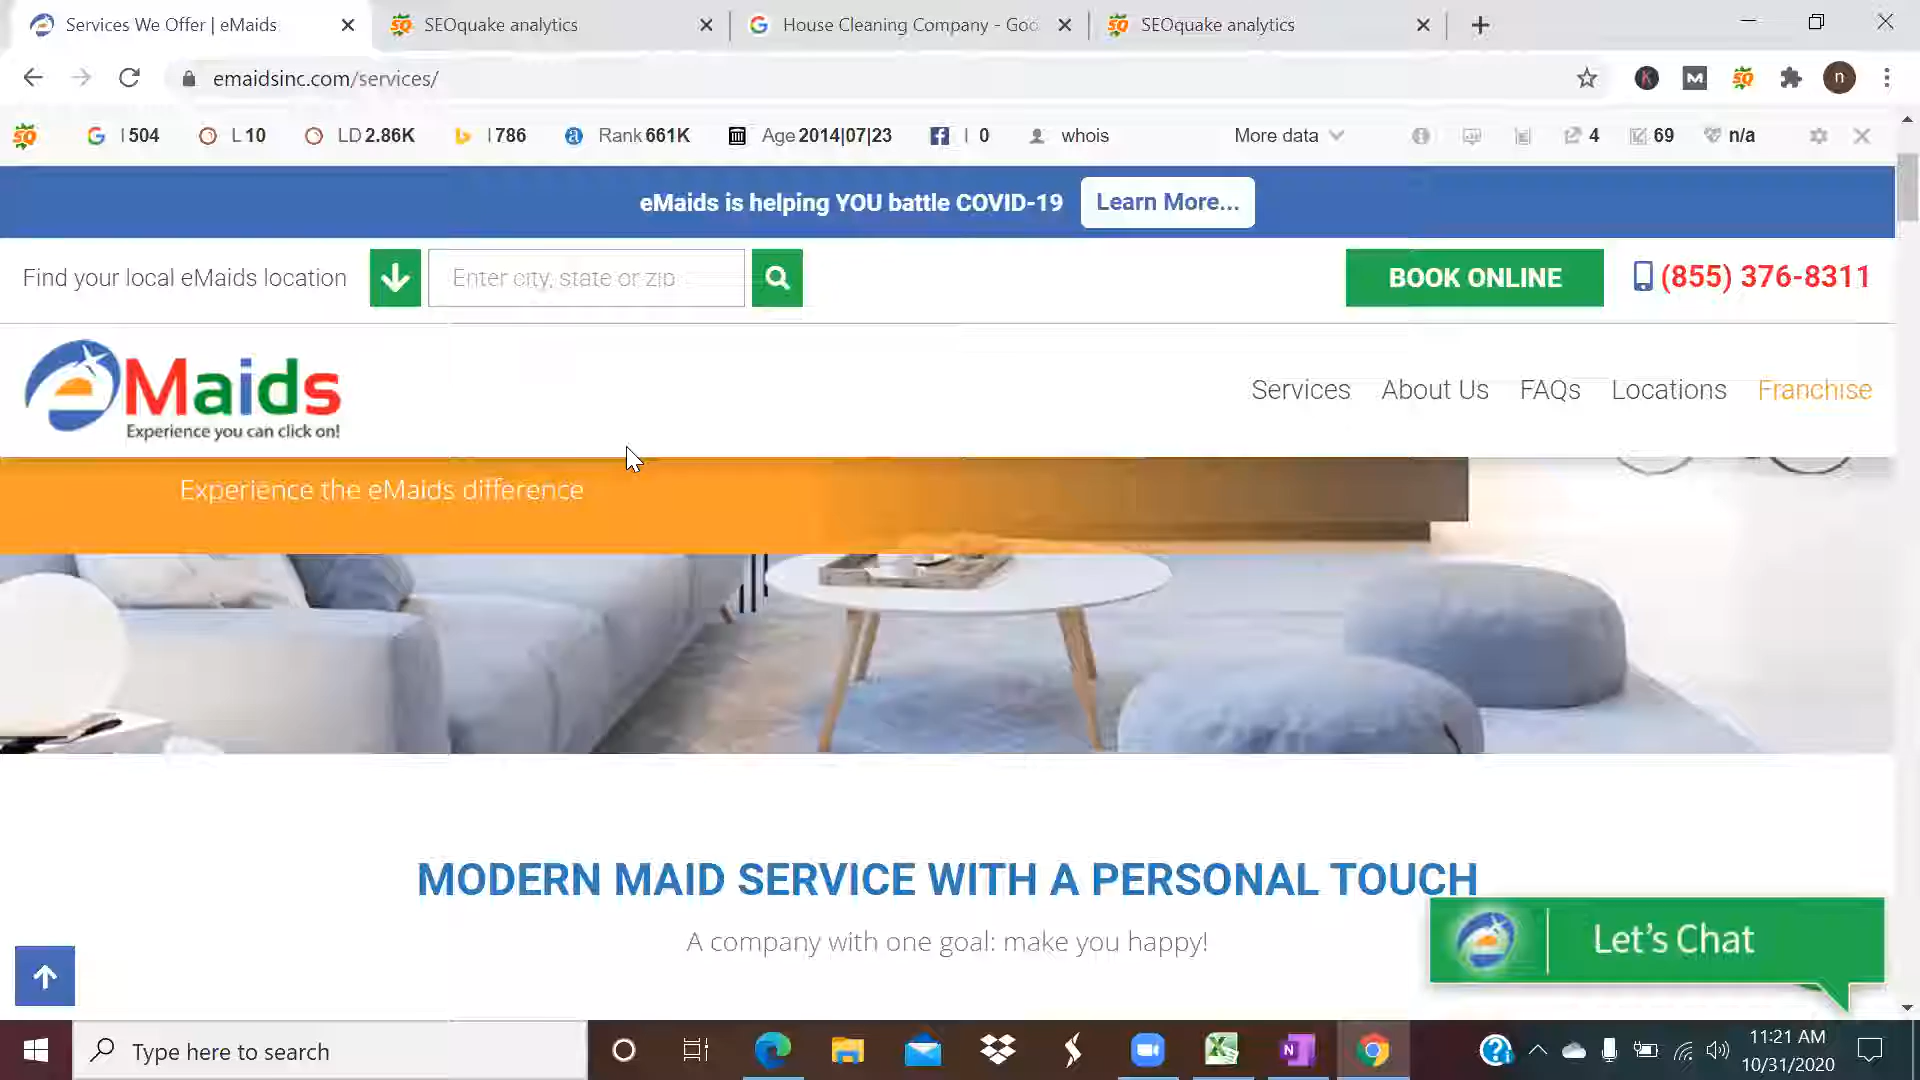 Services We Offer | eMaids
SEOquake analytics
House Cleaning Company - Goo
SEOquake analytics
emaidsinc.com/services/
n
I 504
L 10
LD 2.86K
I 786
Rank 661K
Age 2014|07|23
I 0
whois
More data
4
69
n/a
eMaids is helping YOU battle COVID-19
Learn More...
Find your local eMaids location
Enter city, state or zip
BOOK ONLINE
(855) 376-8311
eMaids
Experience you can click on!
Services
About Us
FAQs
Locations
Franchise
Experience the eMaids difference
MODERN MAID SERVICE WITH A PERSONAL TOUCH
A company with one goal: make you happy!
Let's Chat
Type here to search
11:21 AM
10/31/2020